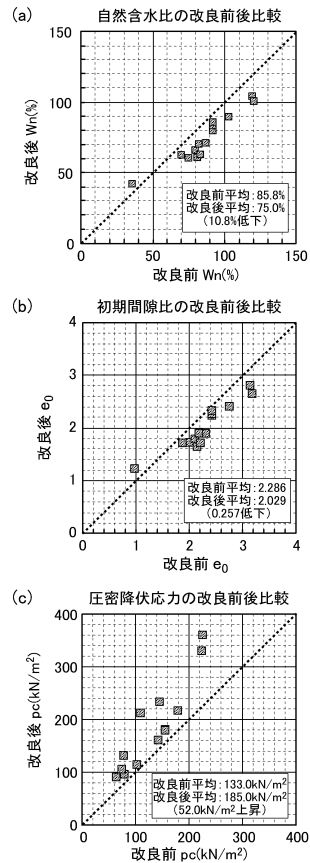 (a) 自然含水比の改良前後比較
150
100
50
0
改良後 Wn(%)
改良前平均:85.8%
改良後平均:75.0%
(10.8%低下)
0 50 100 150
改良前 Wn(%)
(b) 初期間隙比の改良前後比較
4
3
2
1
0
改良後 e0
改良前平均:2.286
改良後平均:2.029
(0.257低下)
0 1 2 3 4
改良前 e0
(c) 圧密降伏応力の改良前後比較
400
300
200
100
0
改良後 pc(kN/m²)
改良前平均:133.0kN/m²
改良後平均:185.0kN/m²
(52.0kN/m²上昇)
0 100 200 300 400
改良前 pc(kN/m²)